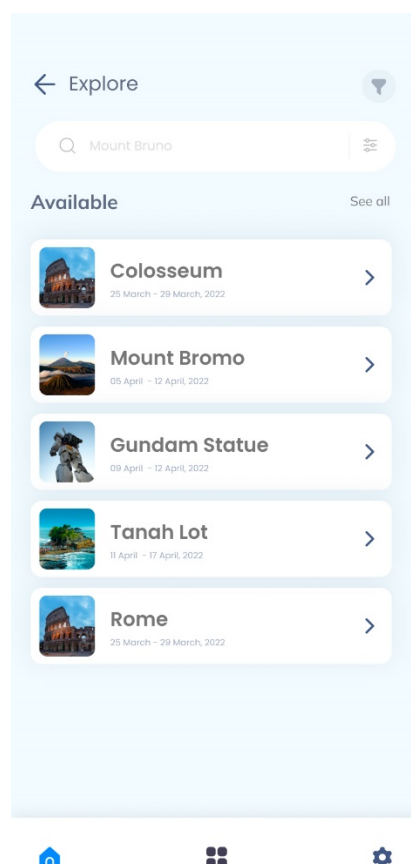 Explore
Mount Bruno
Available
See all
Colosseum
25 March - 29 March, 2022
Mount Bromo
05 April - 12 April, 2022
Gundam Statue
09 April - 12 April, 2022
Tanah Lot
11 April - 17 April, 2022
Rome
25 March - 29 March, 2022